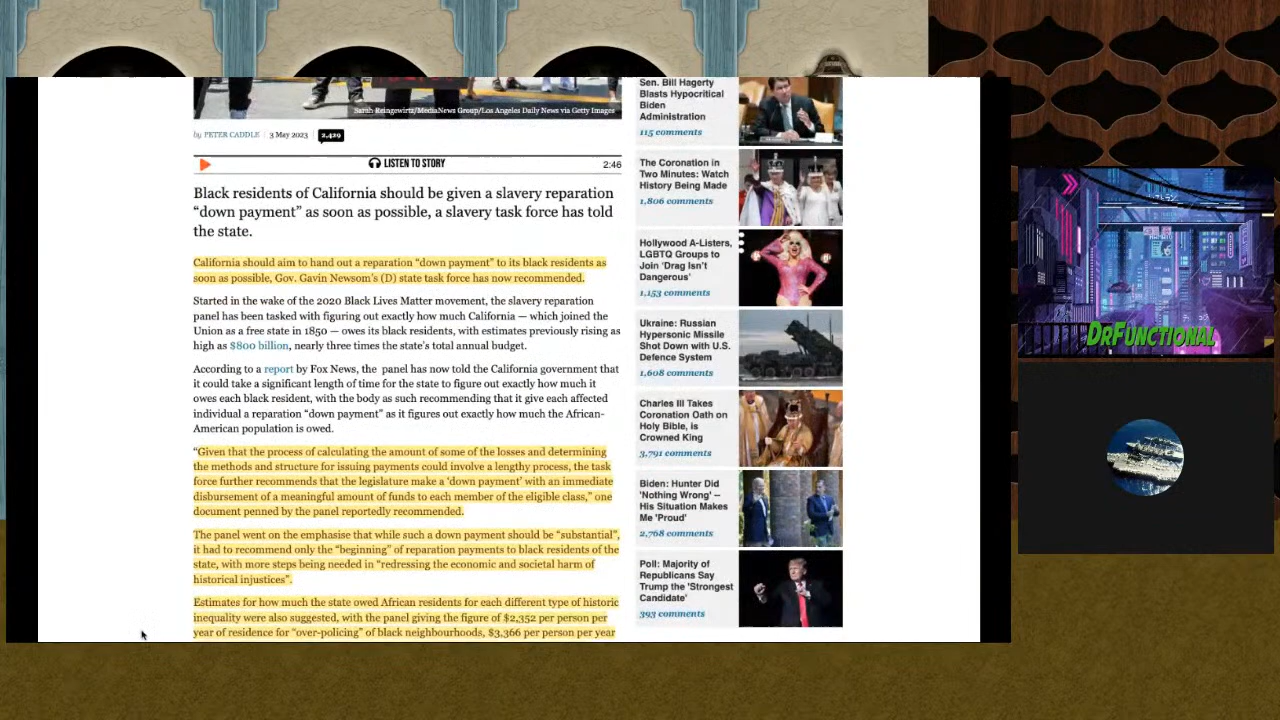 Sarah Reingewirtz/MediaNews Group/Los Angeles Daily News via Getty Images
by PETER CADDLE 3 May 2023 2,429
LISTEN TO STORY 2:46
Black residents of California should be given a slavery reparation
“down payment” as soon as possible, a slavery task force has told
the state.
California should aim to hand out a reparation “down payment” to its black residents as
soon as possible, Gov. Gavin Newsom’s (D) state task force has now recommended.
Started in the wake of the 2020 Black Lives Matter movement, the slavery reparation
panel has been tasked with figuring out exactly how much California — which joined the
Union as a free state in 1850 — owes its black residents, with estimates previously rising as
high as $800 billion, nearly three times the state’s total annual budget.
According to a report by Fox News, the panel has now told the California government that
it could take a significant length of time for the state to figure out exactly how much it
owes each black resident, with the body as such recommending that it give each affected
individual a reparation “down payment” as it figures out exactly how much the African-
American population is owed.
“Given that the process of calculating the amount of some of the losses and determining
the methods and structure for issuing payments could involve a lengthy process, the task
force further recommends that the legislature make a ‘down payment’ with an immediate
disbursement of a meaningful amount of funds to each member of the eligible class,” one
document penned by the panel reportedly recommended.
The panel went on the emphasise that while such a down payment should be “substantial”,
it had to recommend only the “beginning” of reparation payments to black residents of the
state, with more steps being needed in “redressing the economic and societal harm of
historical injustices”.
Estimates for how much the state owed African residents for each different type of historic
inequality were also suggested, with the panel giving the figure of $2,352 per person per
year of residence for “over-policing” of black neighbourhoods, $3,366 per person per year
Sen. Bill Hagerty
Blasts Hypocritical
Biden
Administration
115 comments
The Coronation in
Two Minutes: Watch
History Being Made
1,806 comments
Hollywood A-Listers,
LGBTQ Groups to
Join ‘Drag Isn’t
Dangerous’
1,153 comments
Ukraine: Russian
Hypersonic Missile
Shot Down with U.S.
Defence System
1,608 comments
Charles III Takes
Coronation Oath on
Holy Bible, is
Crowned King
3,791 comments
Biden: Hunter Did
'Nothing Wrong' –
His Situation Makes
Me 'Proud'
2,768 comments
Poll: Majority of
Republicans Say
Trump the 'Strongest
Candidate'
393 comments
DrFunctional